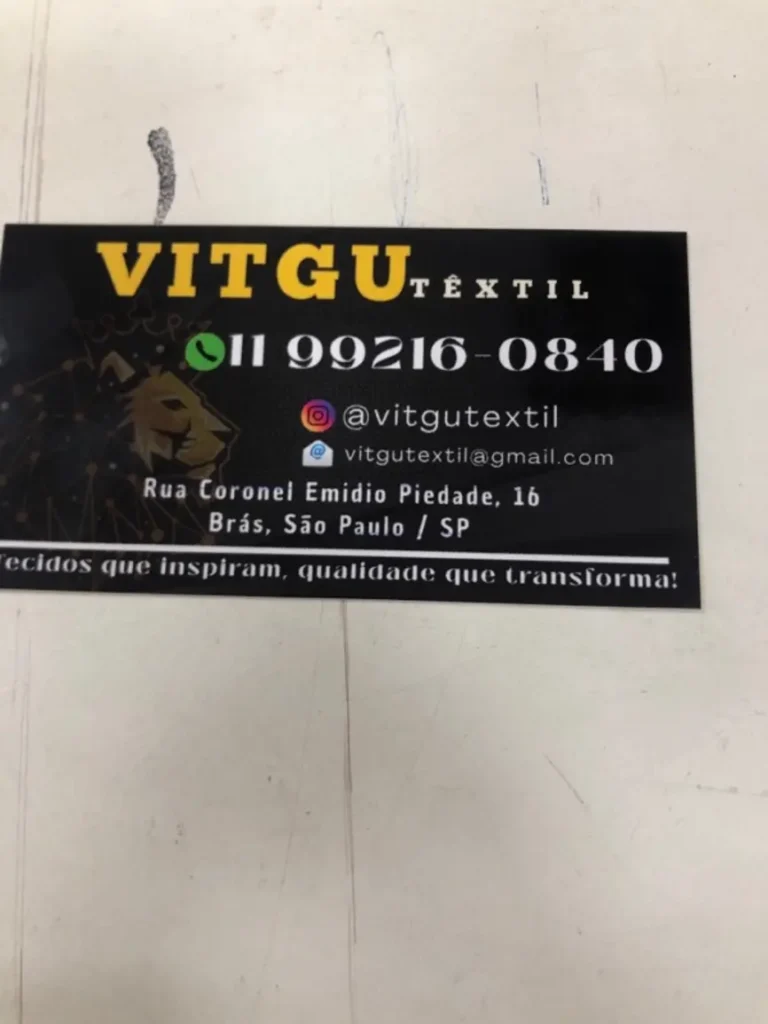 VITGU TÊXTIL
11 99216-0840
@vitgutextil
vitgutextil@gmail.com
Rua Coronel Emidio Piedade, 16
Brás, São Paulo / SP
Tecidos que inspiram, qualidade que transforma!